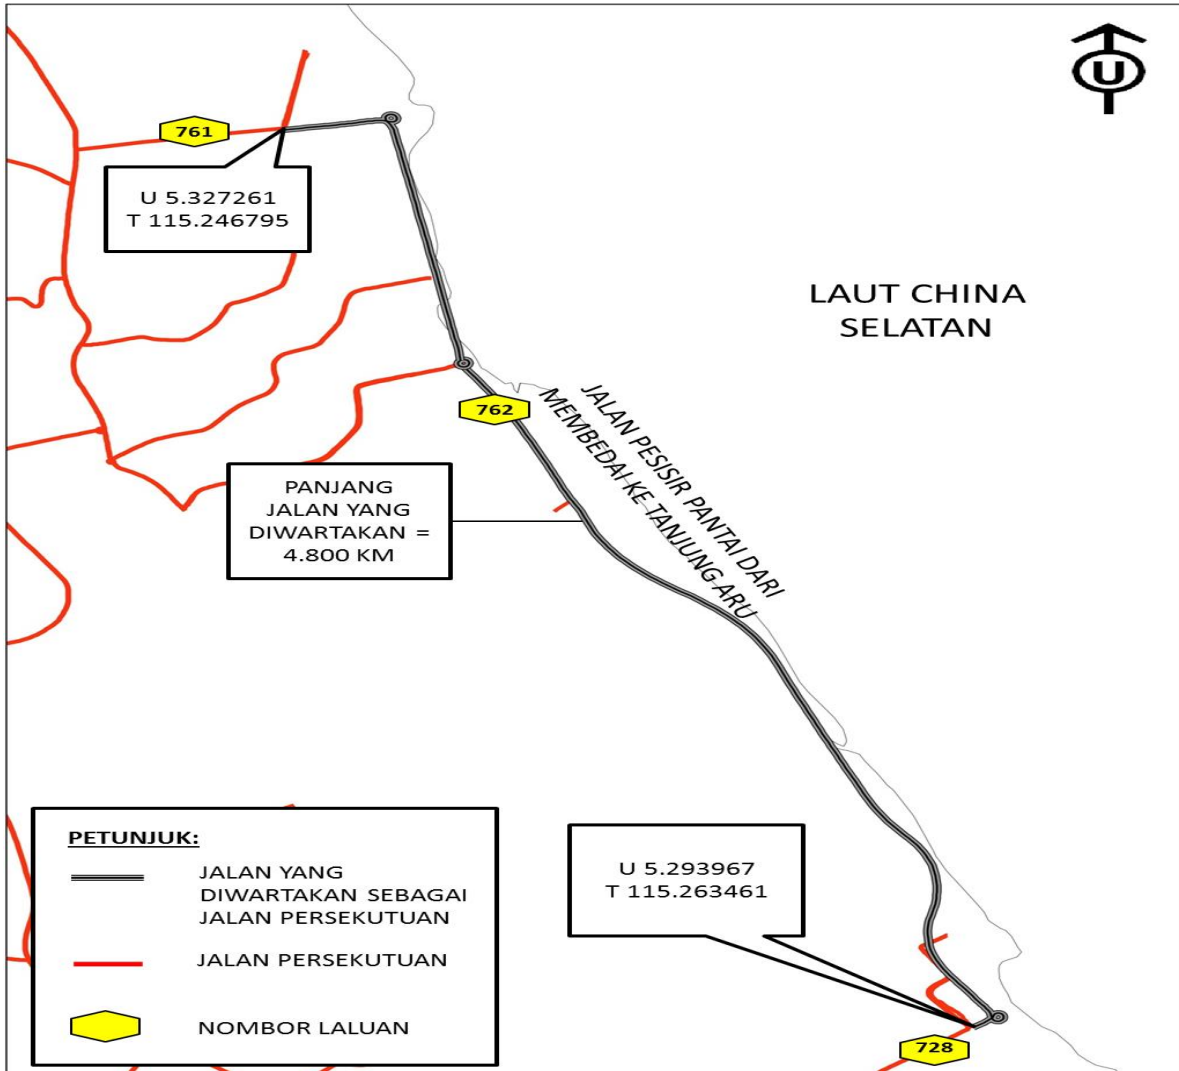 U
761
U 5.327261
T 115.246795
LAUT CHINA
SELATAN
762
JALAN PESISIR PANTAI DARI
MEMBEDAI KE TANJUNG ARU
PANJANG
JALAN YANG
DIWARTAKAN =
4.800 KM
U 5.293967
T 115.263461
728
PETUNJUK:
JALAN YANG
DIWARTAKAN SEBAGAI
JALAN PERSEKUTUAN
JALAN PERSEKUTUAN
NOMBOR LALUAN